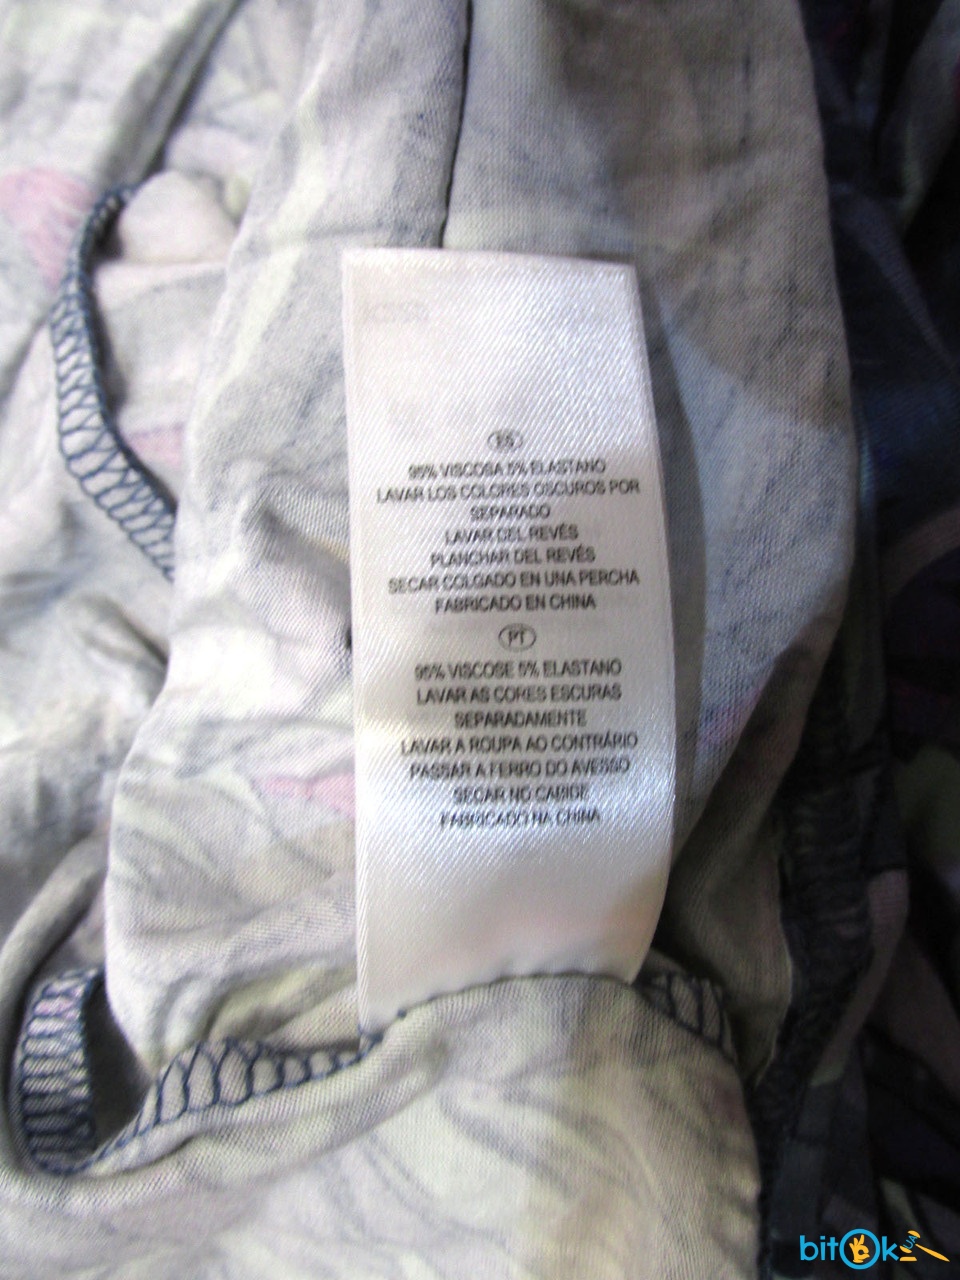 ES
95% VISCOSA 5% ELASTANO
LAVAR LOS COLORES OSCUROS POR
SEPARADO
LAVAR DEL REVÉS
PLANCHAR DEL REVÉS
SECAR COLGADO EN UNA PERCHA
FABRICADO EN CHINA
PT
95% VISCOSE 5% ELASTANO
LAVAR AS CORES ESCURAS
SEPARADAMENTE
LAVAR A ROUPA AO CONTRÁRIO
PASSAR A FERRO DO AVESSO
SECAR NO CABIDE
FABRICADO NA CHINA
bitOk UA